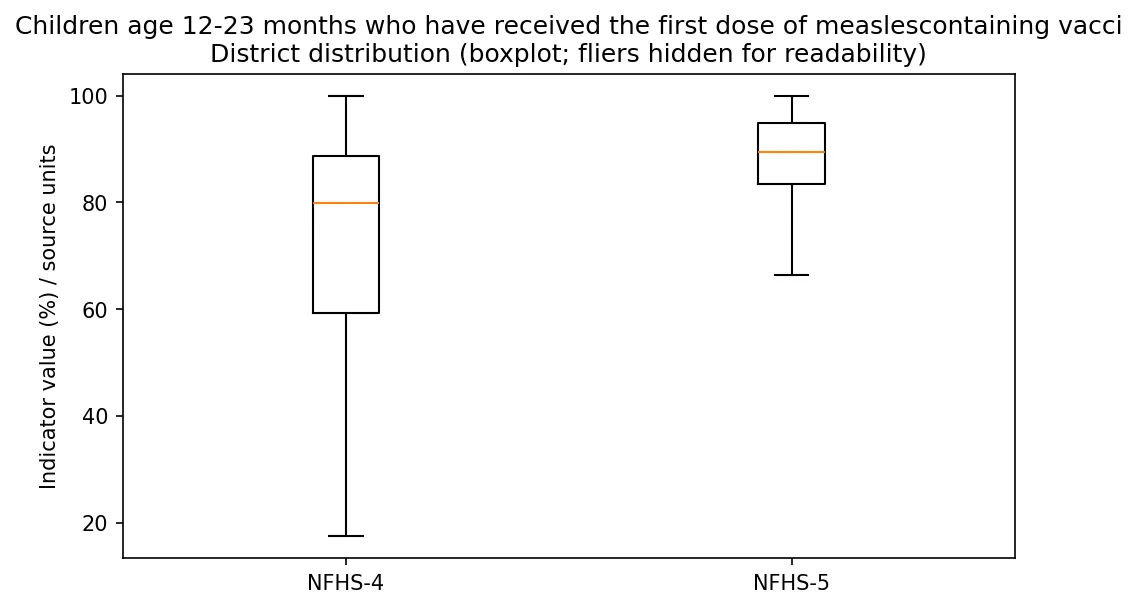 Children age 12-23 months who have received the first dose of measlescontaining vacci
District distribution (boxplot; fliers hidden for readability)
Indicator value (%) / source units
100
80
60
40
20
NFHS-4
NFHS-5